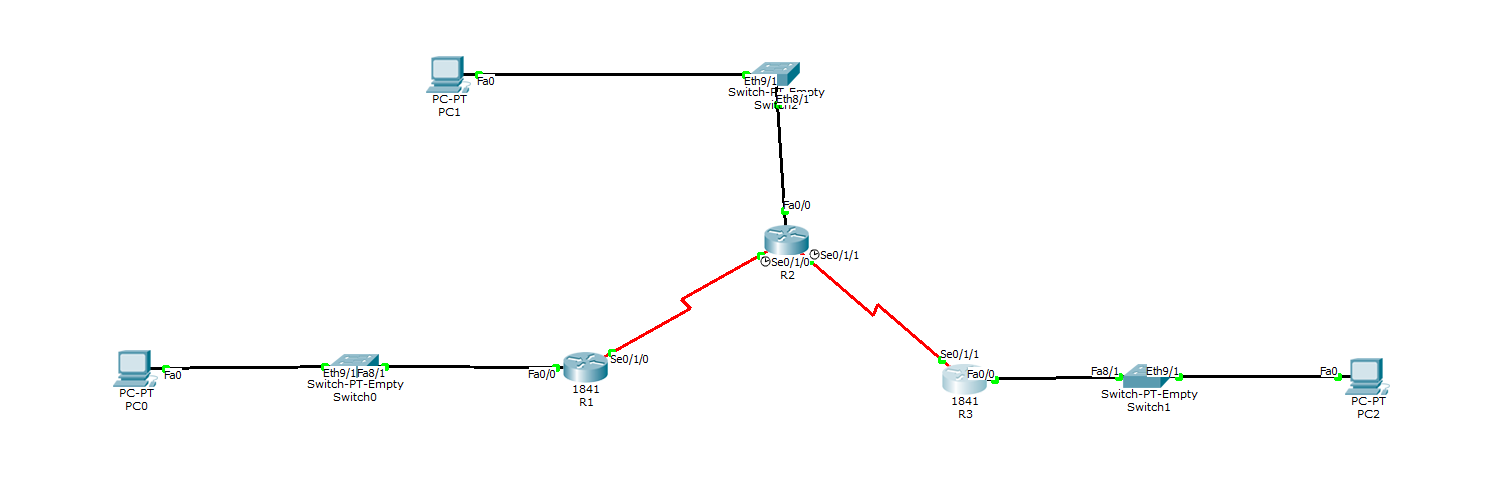 Fa0
Eth9/1
PC-PT
PC1
Switch-PT-Empty
Eth8/1
Switch2
Fa0/0
Se0/1/1
Se0/1/0
R2
Se0/1/0
Se0/1/1
Fa0
Eth9/1
Fa8/1
Fa0/0
Fa0/0
Fa8/1
Eth9/1
Fa0
PC-PT
PC0
Switch-PT-Empty
Switch0
1841
R1
1841
R3
Switch-PT-Empty
Switch1
PC-PT
PC2